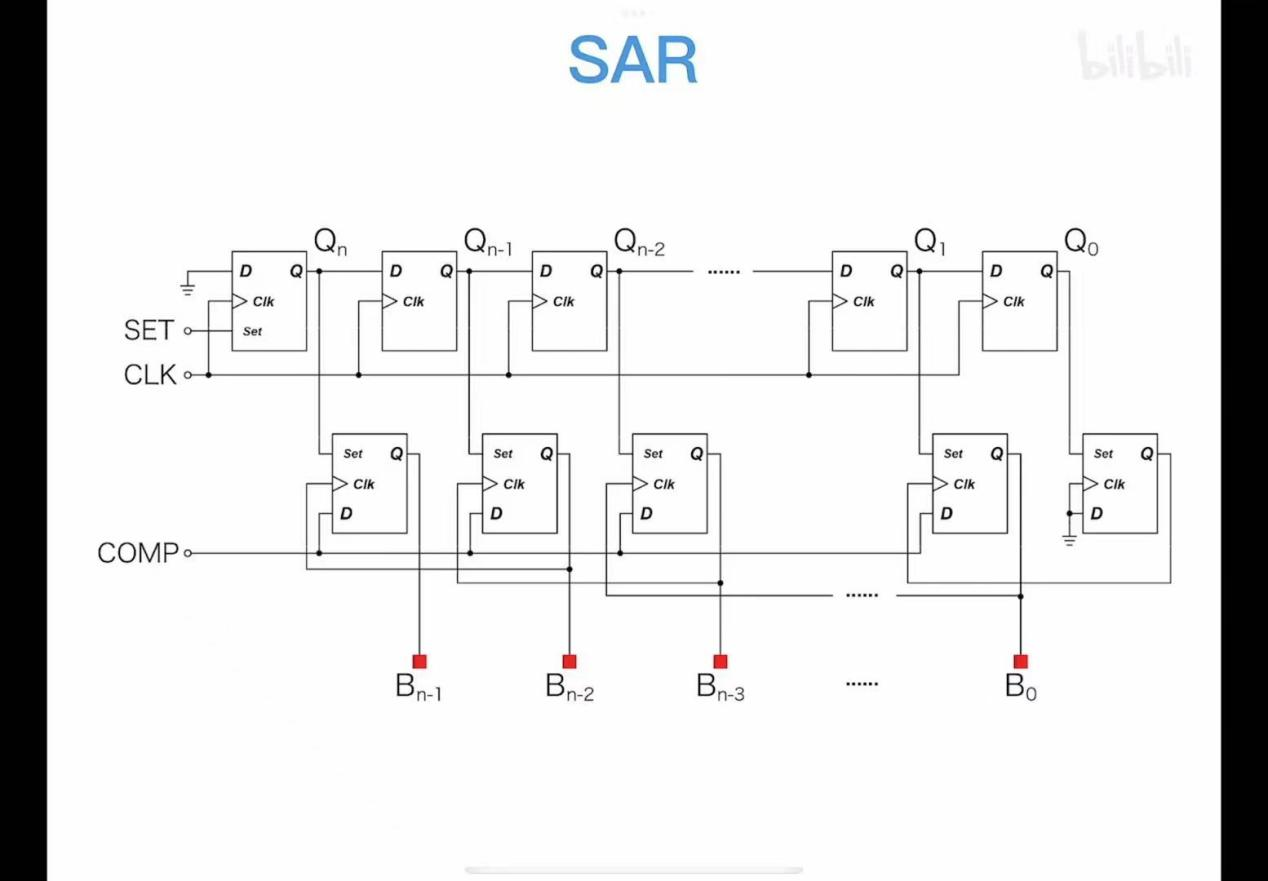 SAR
bilibili
Qn Qn-1 Qn-2 Q1 Q0
D Q D Q D Q ...... D Q D Q
Clk Clk Clk Clk Clk
SET Set
CLK
Set Q Set Q Set Q Set Q Set Q
Clk Clk Clk Clk Clk
D D D D D
COMP
......
Bn-1 Bn-2 Bn-3 ...... B0